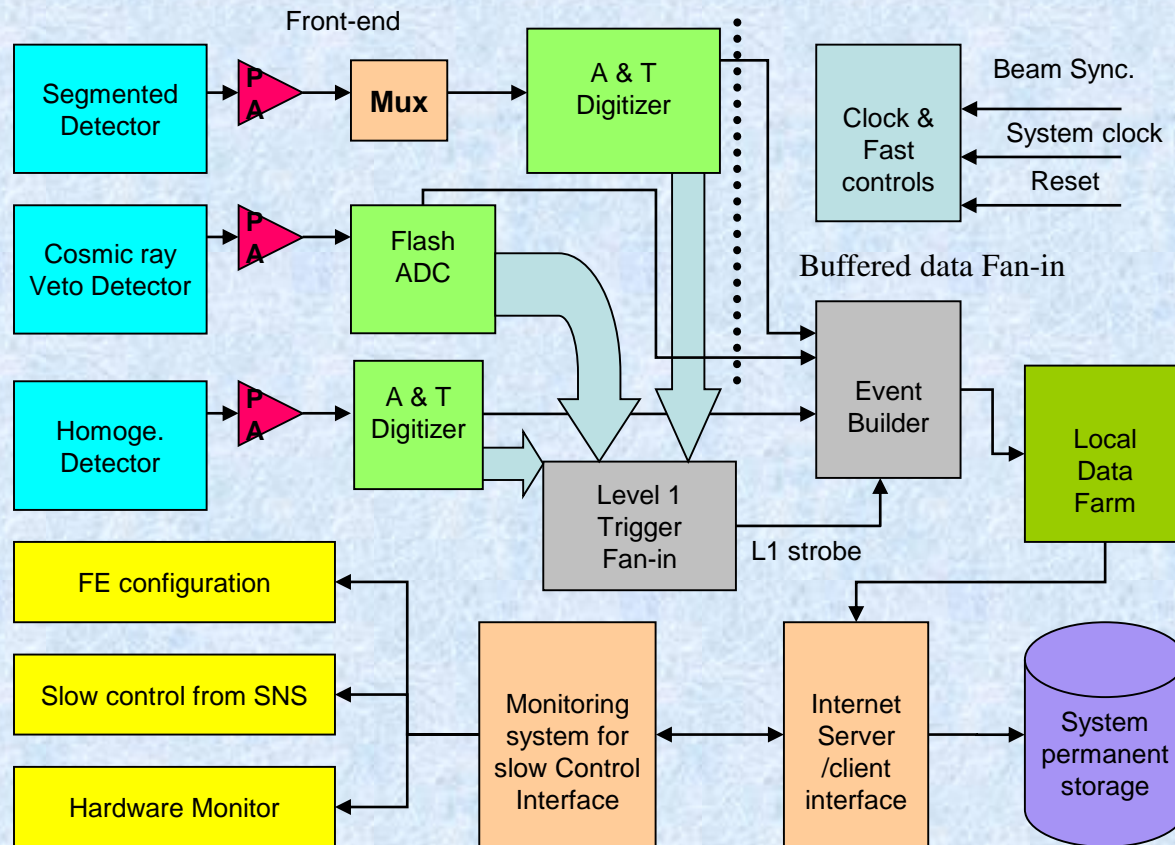 Front-end
Segmented
Detector
PA
Mux
A & T
Digitizer
Clock &
Fast
controls
Beam Sync.
System clock
Reset
Cosmic ray
Veto Detector
PA
Flash
ADC
Buffered data Fan-in
Homoge.
Detector
PA
A & T
Digitizer
Event
Builder
Local
Data
Farm
Level 1
Trigger
Fan-in
L1 strobe
FE configuration
Slow control from SNS
Hardware Monitor
Monitoring
system for
slow Control
Interface
Internet
Server
/client
interface
System
permanent
storage